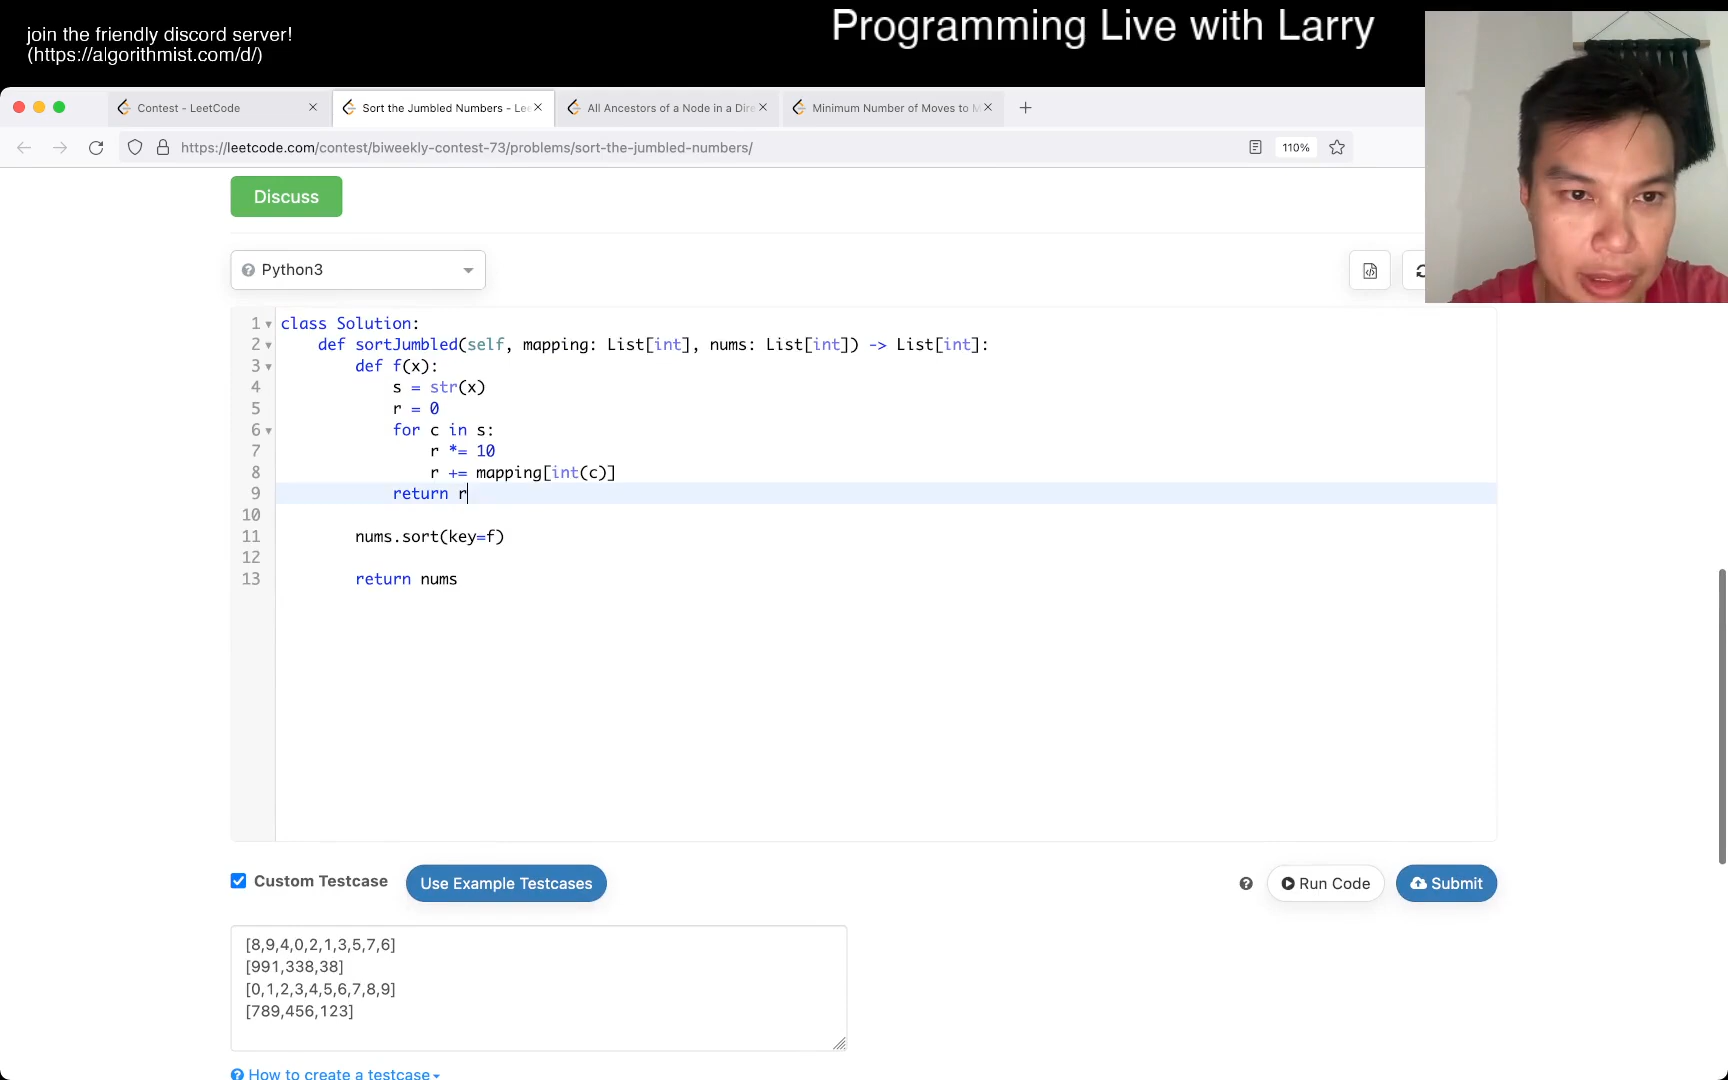 join the friendly discord server!
(https://algorithmist.com/d/)
Programming Live with Larry
Contest - LeetCode
Sort the Jumbled Numbers - Lee
All Ancestors of a Node in a Dire
Minimum Number of Moves to M
https://leetcode.com/contest/biweekly-contest-73/problems/sort-the-jumbled-numbers/
110%
Discuss
Python3
1 class Solution:
2 def sortJumbled(self, mapping: List[int], nums: List[int]) -> List[int]:
3 def f(x):
4 s = str(x)
5 r = 0
6 for c in s:
7 r *= 10
8 r += mapping[int(c)]
9 return r
10
11 nums.sort(key=f)
12
13 return nums
Custom Testcase
Use Example Testcases
Run Code
Submit
[8,9,4,0,2,1,3,5,7,6]
[991,338,38]
[0,1,2,3,4,5,6,7,8,9]
[789,456,123]
How to create a testcase